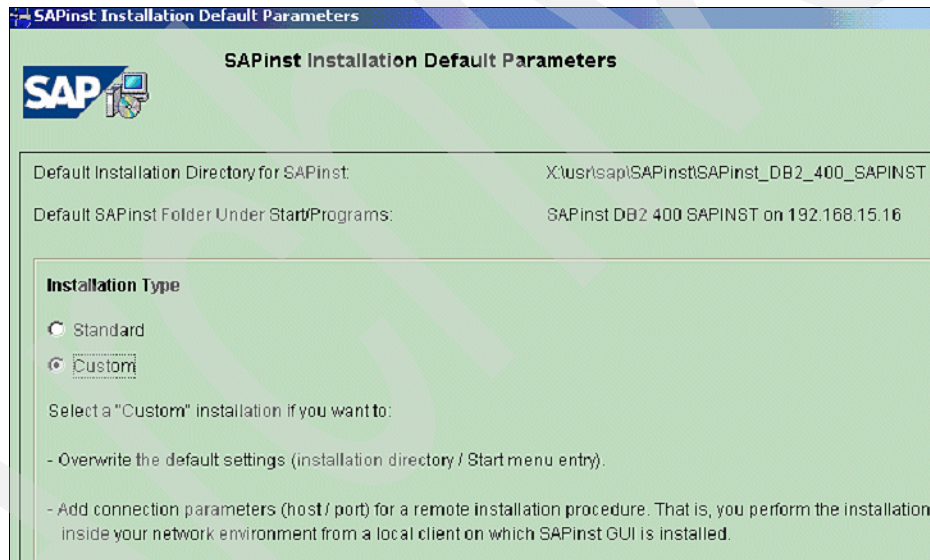 SAPinst Installation Default Parameters
SAPinst Installation Default Parameters
SAP
Default Installation Directory for SAPinst: X:\usr\sap\SAPinst\SAPinst_DB2_400_SAPINST
Default SAPinst Folder Under Start/Programs: SAPinst DB2 400 SAPINST on 192.168.15.16
Installation Type
Standard
Custom
Select a "Custom" installation if you want to:
- Overwrite the default settings (installation directory / Start menu entry).
- Add connection parameters (host / port) for a remote installation procedure. That is, you perform the installation
inside your network environment from a local client on which SAPinst GUI is installed.